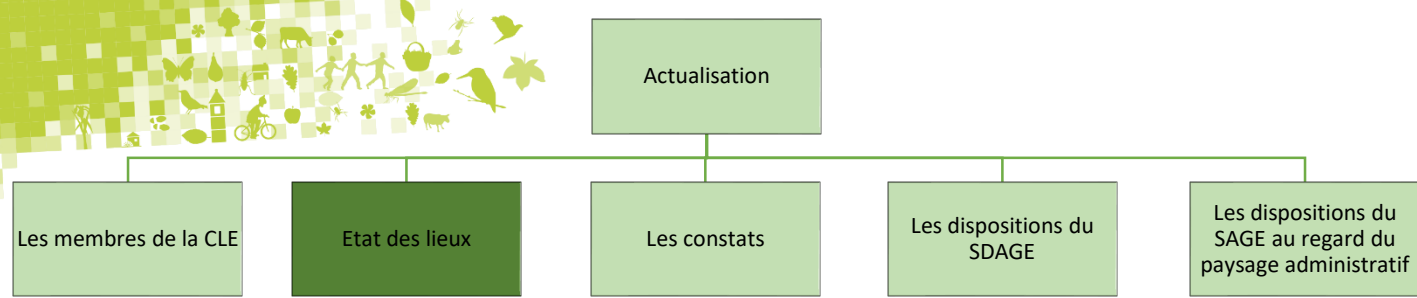 Actualisation
Les membres de la CLE
Etat des lieux
Les constats
Les dispositions du
SDAGE
Les dispositions du
SAGE au regard du
paysage administratif